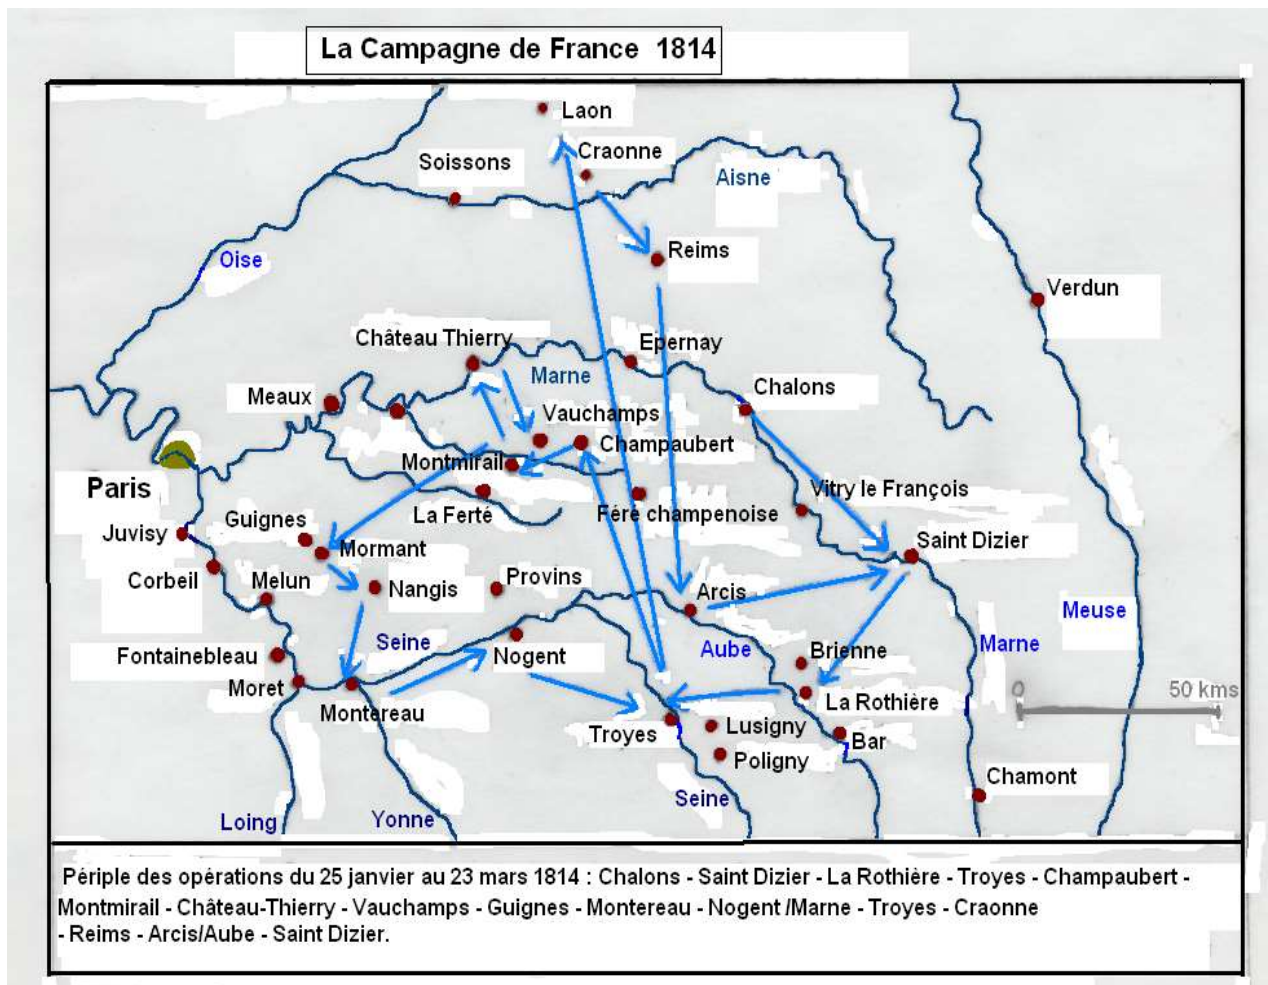 La Campagne de France 1814
Laon
Craonne
Soissons
Aisne
Reims
Oise
Verdun
Château Thierry
Epernay
Marne
Chalons
Meaux
Vauchamps
Champaubert
Montmirail
Paris
La Ferté
Féré champenoise
Vitry le François
Guignes
Juvisy
Mormant
Saint Dizier
Corbeil
Melun
Nangis
Provins
Arcis
Meuse
Seine
Aube
Marne
Brienne
Fontainebleau
Nogent
Moret
0
50 kms
La Rothière
Montereau
Troyes
Lusigny
Bar
Poligny
Chamont
Seine
Loing
Yonne
Périple des opérations du 25 janvier au 23 mars 1814 : Chalons - Saint Dizier - La Rothière - Troyes - Champaubert -
Montmirail - Château-Thierry - Vauchamps - Guignes - Montereau - Nogent /Marne - Troyes - Craonne
- Reims - Arcis/Aube - Saint Dizier.